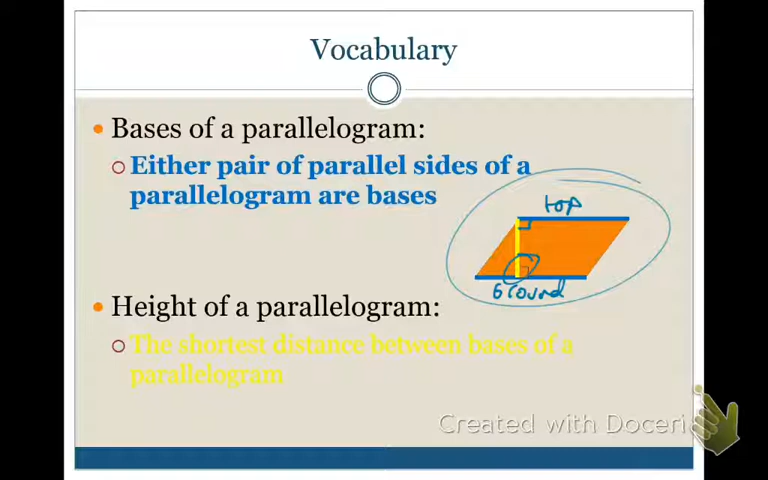 Vocabulary
Bases of a parallelogram:
Either pair of parallel sides of a
parallelogram are bases
top
Ground
Height of a parallelogram:
The shortest distance between bases of a
parallelogram
Created with Doceri